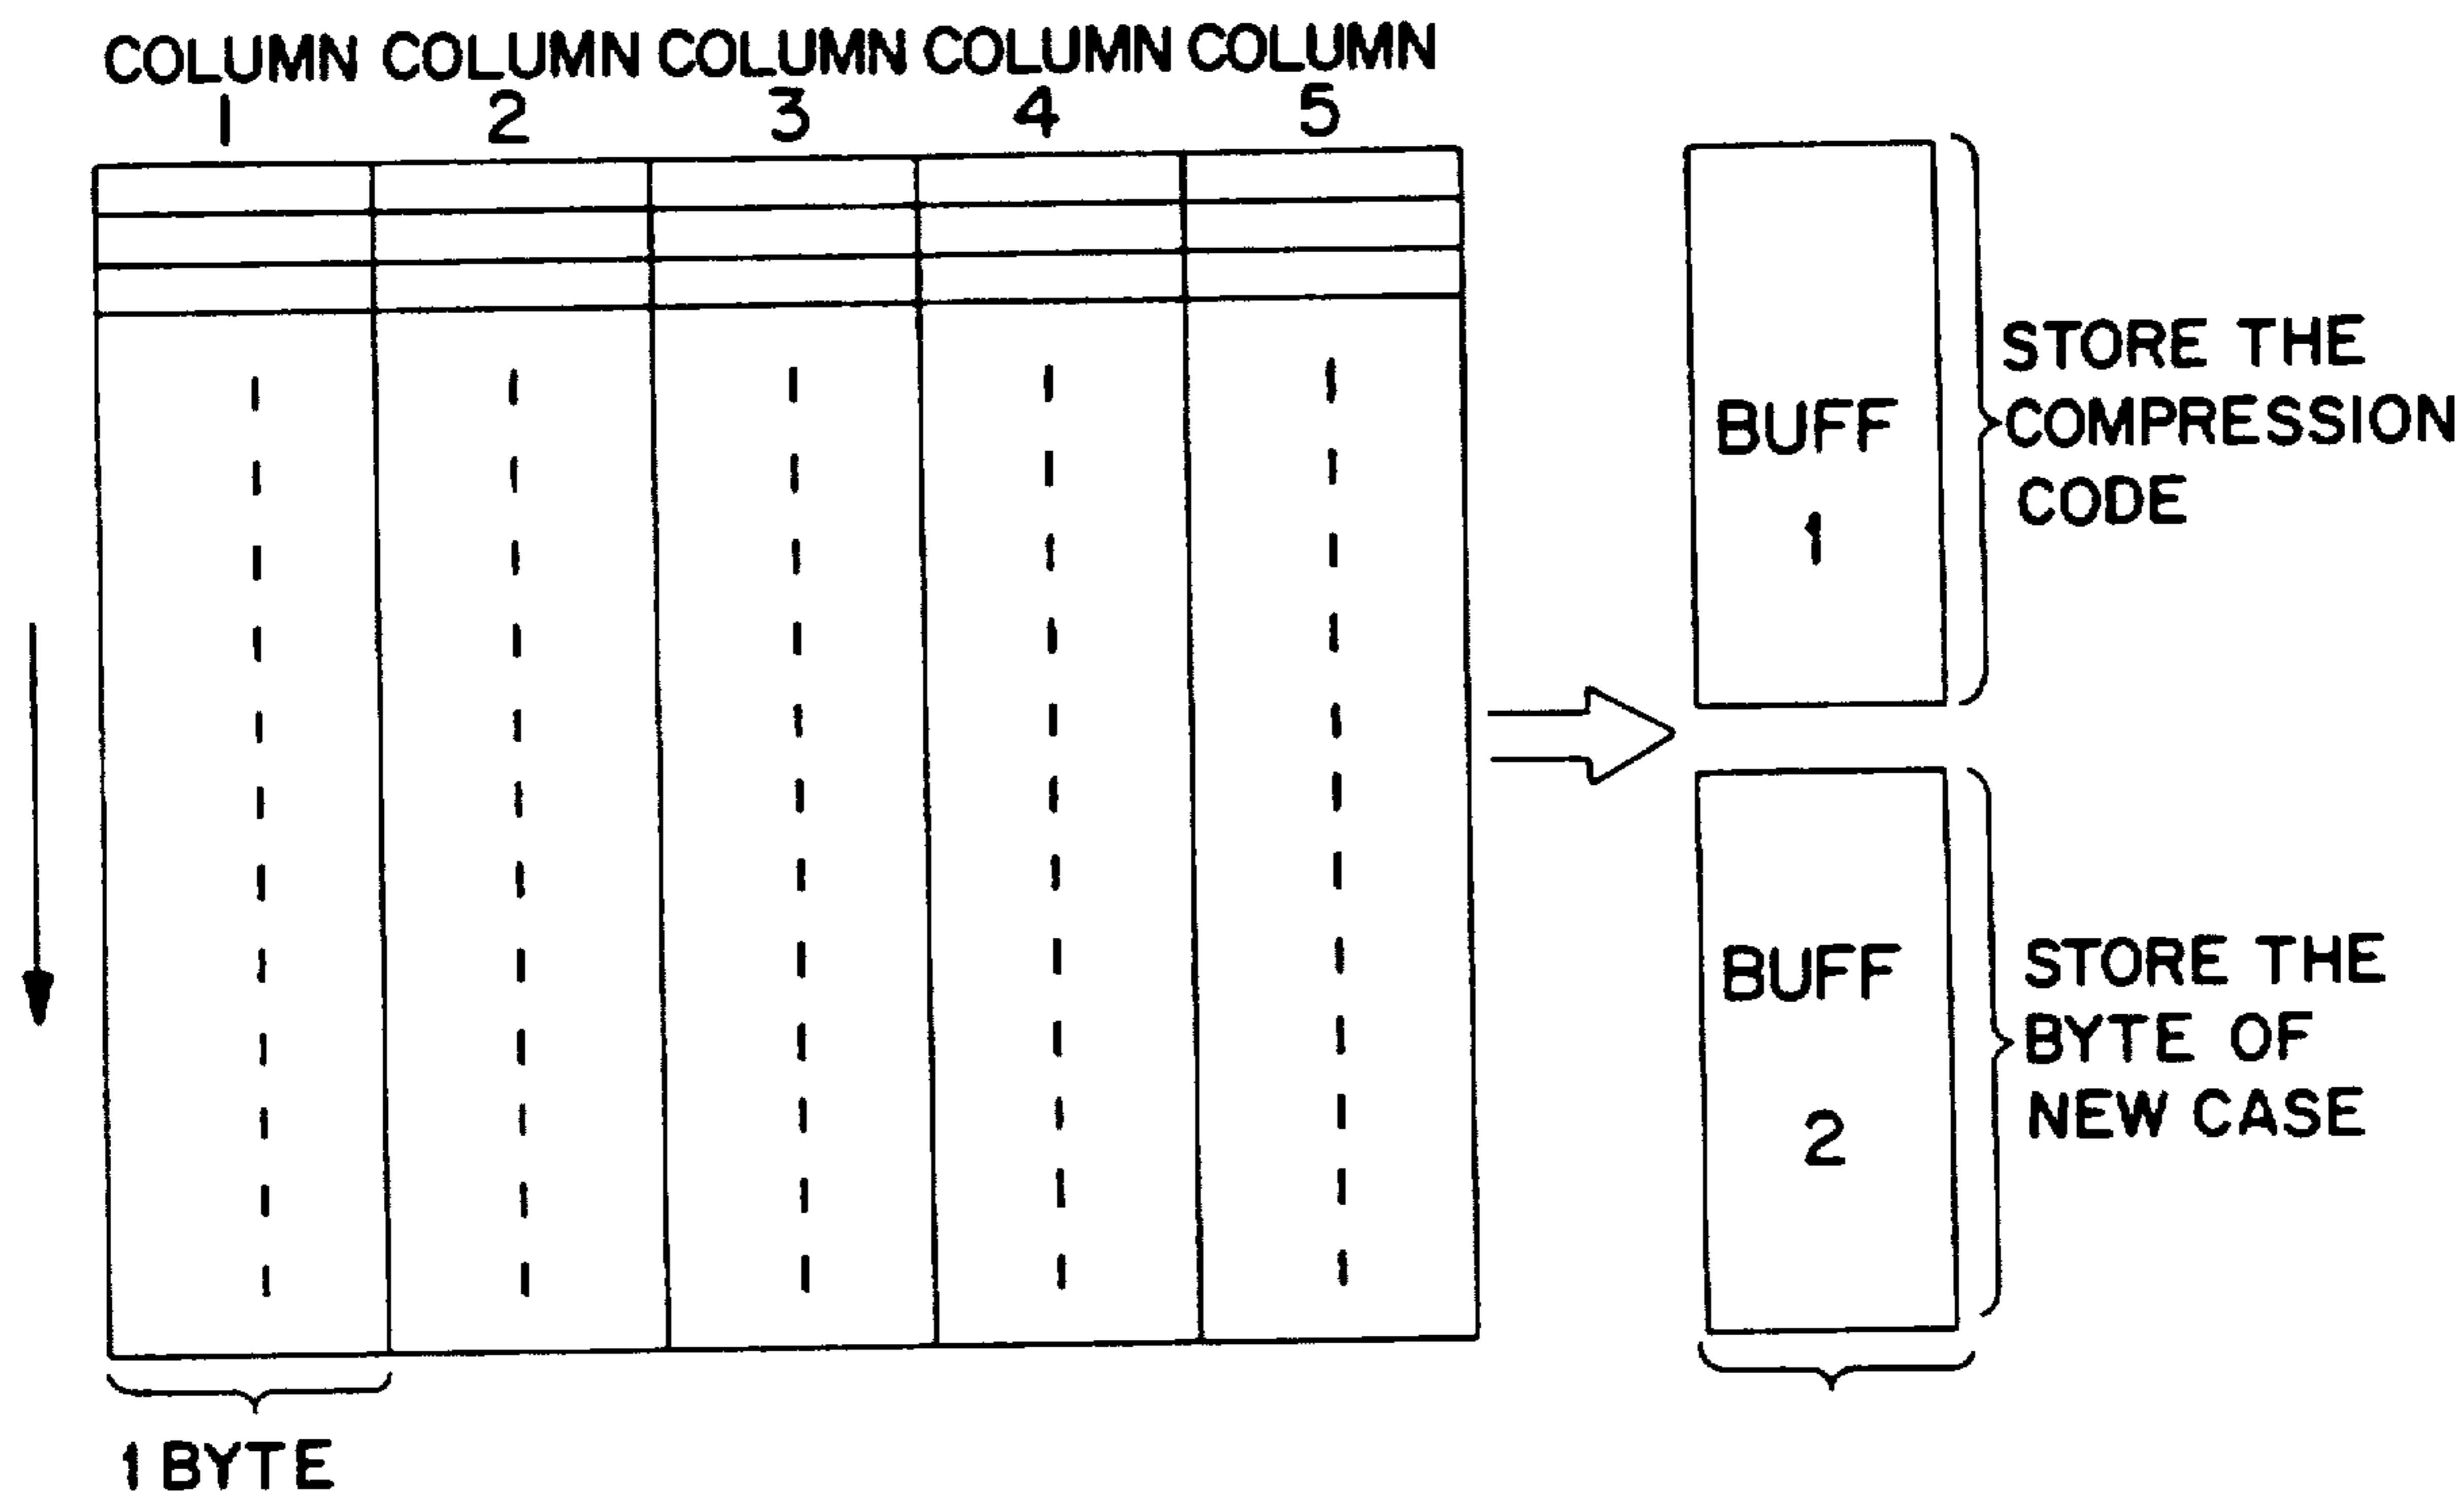 COLUMN COLUMN COLUMN COLUMN COLUMN
1 2 3 4 5
BUFF
1
STORE THE
COMPRESSION
CODE
BUFF
2
STORE THE
BYTE OF
NEW CASE
1 BYTE